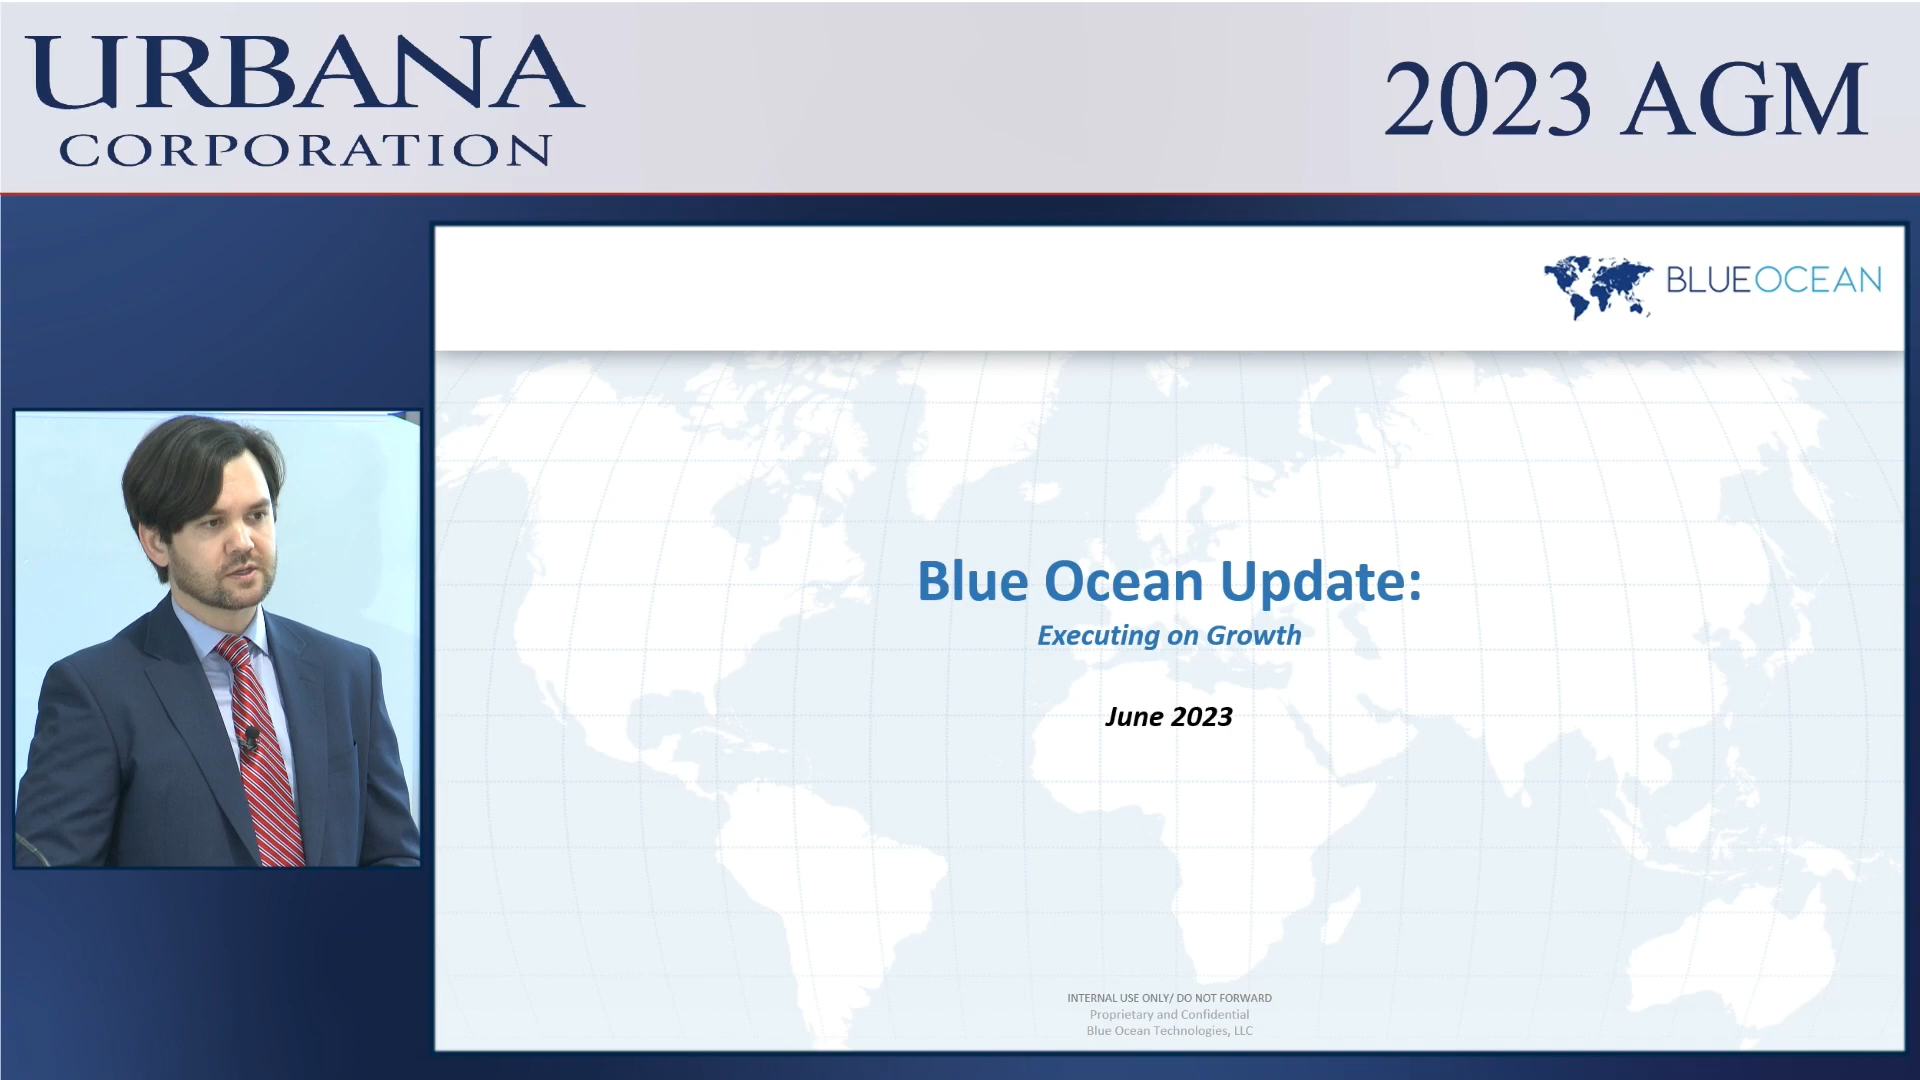 URBANA
CORPORATION
2023 AGM
BLUEOCEAN
Blue Ocean Update:
Executing on Growth
June 2023
INTERNAL USE ONLY/ DO NOT FORWARD
Proprietary and Confidential
Blue Ocean Technologies, LLC